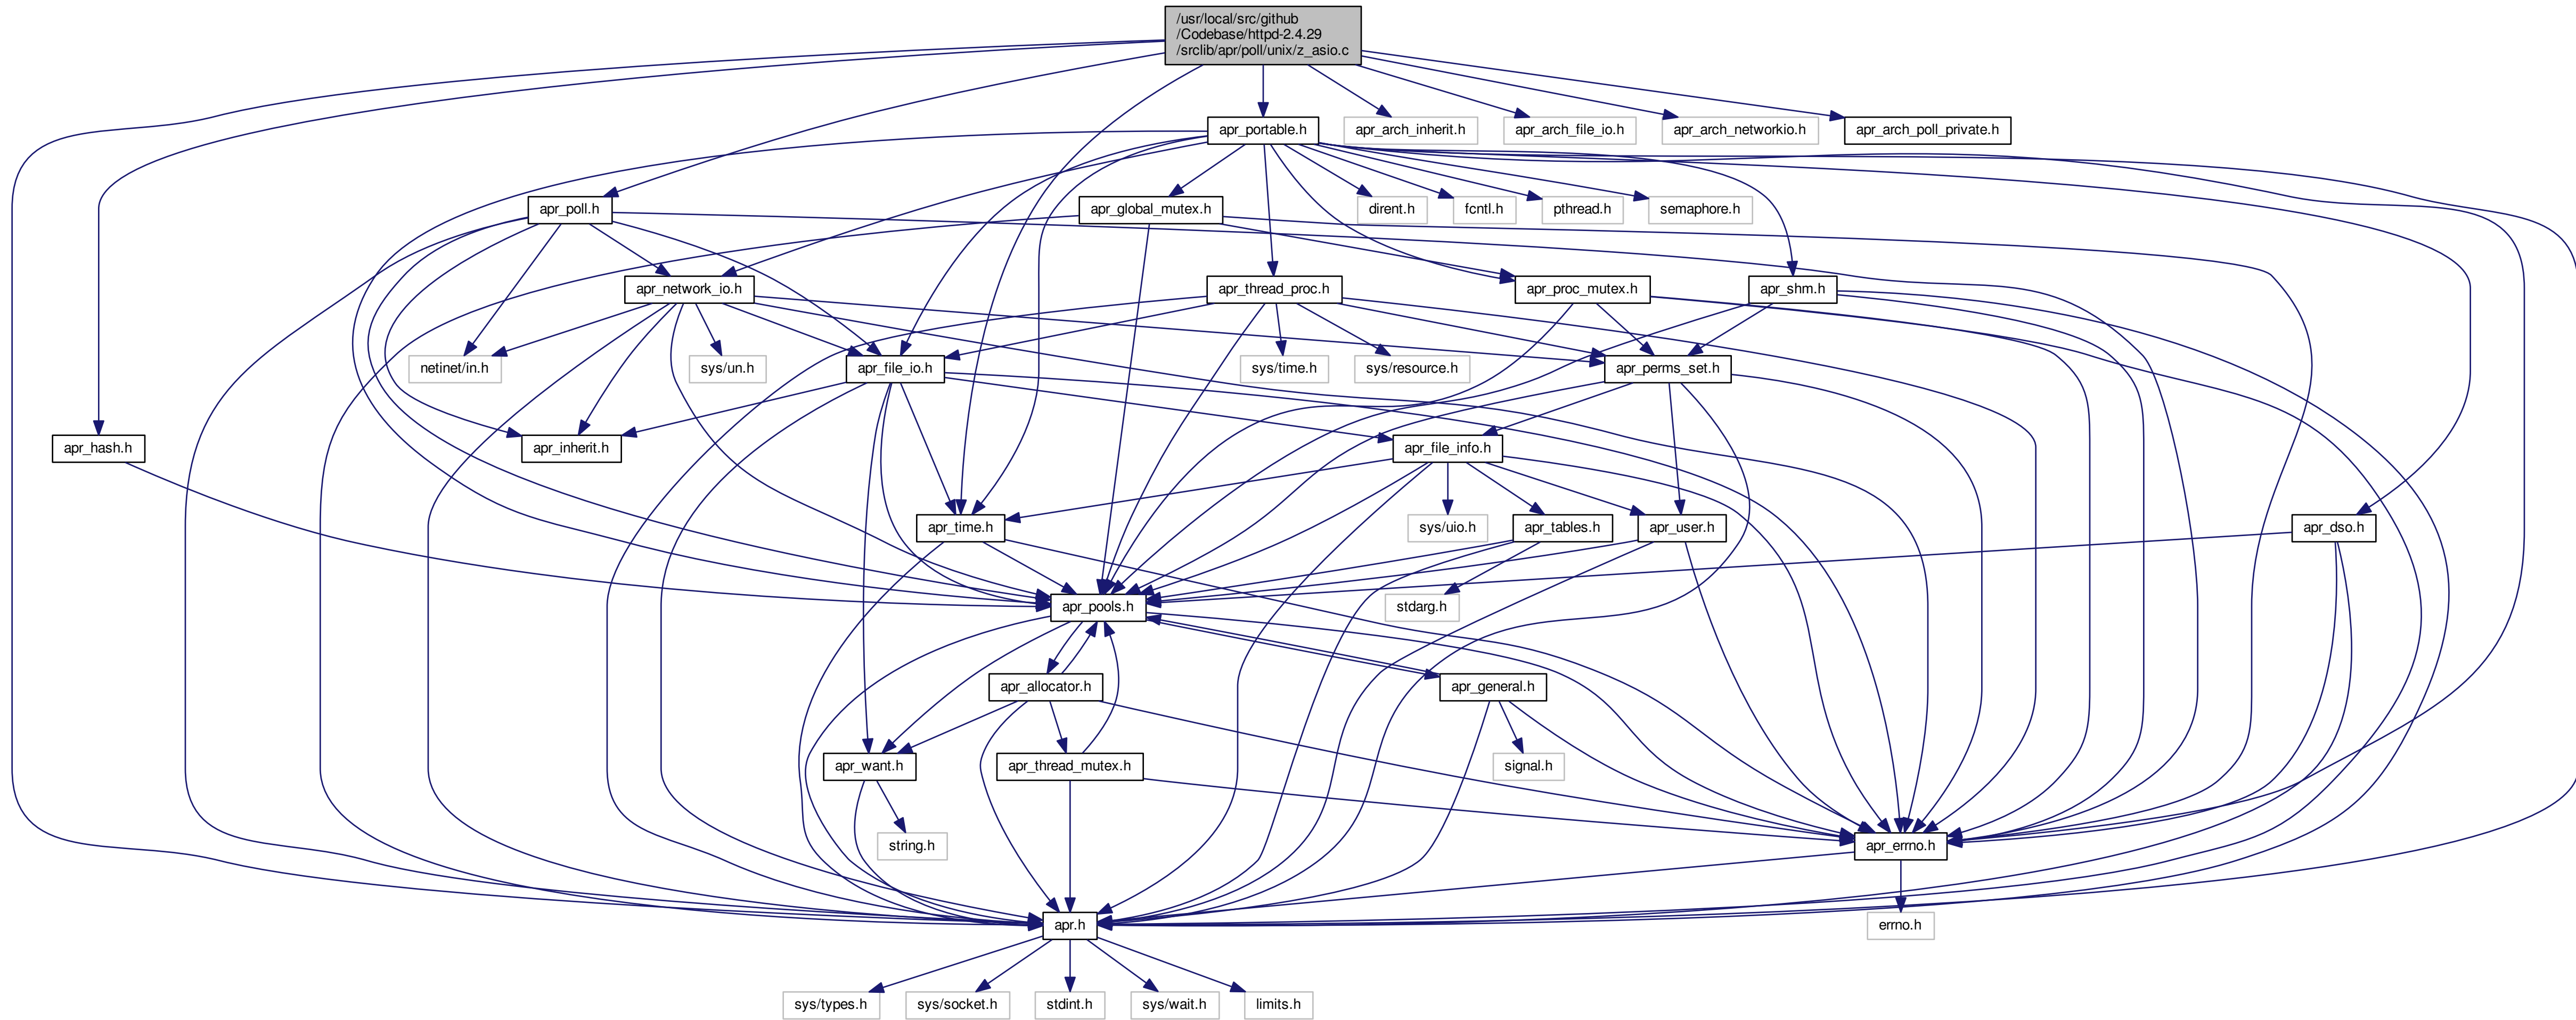 /usr/local/src/github
/Codebase/httpd-2.4.29
/srclib/apr/poll/unix/z_asio.c
apr_portable.h
apr_arch_inherit.h
apr_arch_file_io.h
apr_arch_networkio.h
apr_arch_poll_private.h
apr_poll.h
apr_global_mutex.h
dirent.h
fcntl.h
pthread.h
semaphore.h
apr_network_io.h
apr_thread_proc.h
apr_proc_mutex.h
apr_shm.h
netinet/in.h
sys/un.h
apr_file_io.h
sys/time.h
sys/resource.h
apr_perms_set.h
apr_hash.h
apr_inherit.h
apr_file_info.h
apr_time.h
sys/uio.h
apr_tables.h
apr_user.h
apr_dso.h
apr_pools.h
stdarg.h
apr_allocator.h
apr_general.h
apr_want.h
apr_thread_mutex.h
signal.h
string.h
apr_errno.h
apr.h
errno.h
sys/types.h
sys/socket.h
stdint.h
sys/wait.h
limits.h